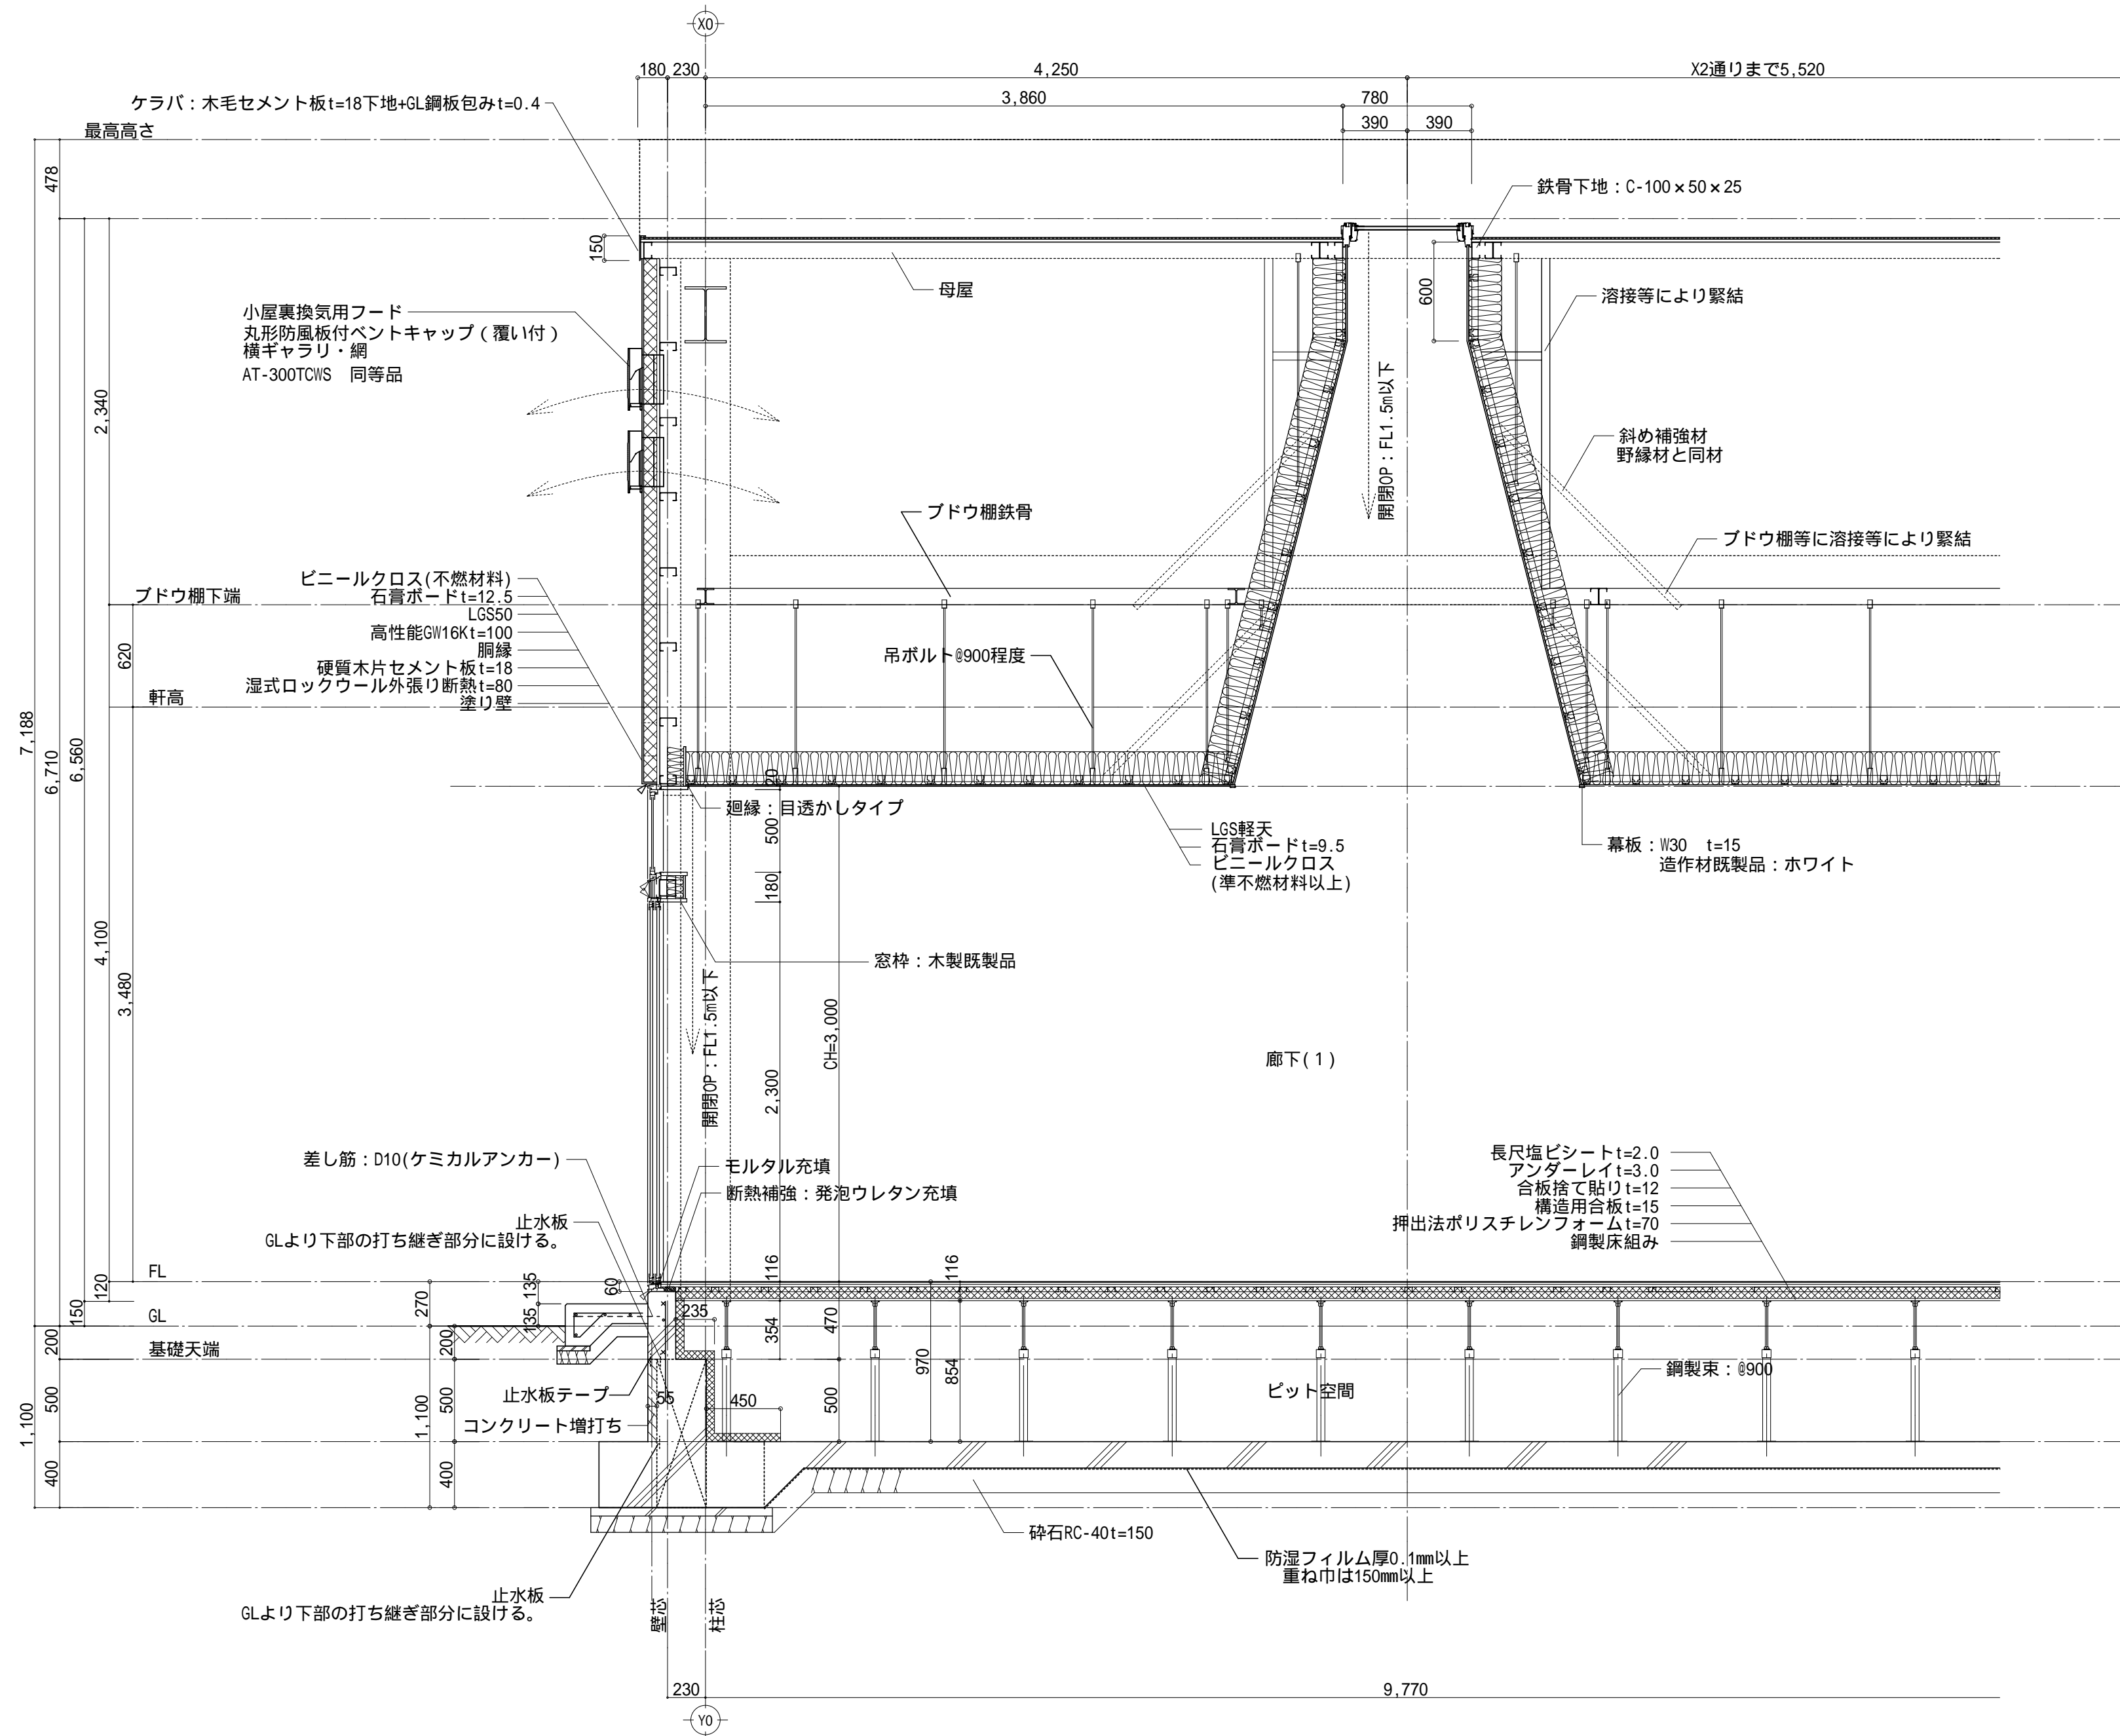 X0
180
230
4,250
X2通りまで5,520
3,860
780
390
390
ケラバ：木毛セメント板t=18下地+GL鋼板包みt=0.4
最高高さ
478
鉄骨下地：C-100×50×25
150
母屋
600
溶接等により緊結
小屋裏換気用フード
丸形防風板付ベントキャップ（覆い付）
横ギャラリ・網
AT-300TCWS　同等品
開閉OP：FL1.5m以下
2,340
斜め補強材
野縁材と同材
ブドウ棚鉄骨
ブドウ棚等に溶接等により緊結
ビニールクロス(不燃材料)
石膏ボードt=12.5
LGS50
高性能GW16Kt=100
胴縁
硬質木片セメント板t=18
湿式ロックウール外張り断熱t=80
塗り壁
ブドウ棚下端
620
吊ボルト@900程度
軒高
7,188
6,710
6,560
20
廻縁：目透かしタイプ
500
LGS軽天
石膏ボードt=9.5
ビニールクロス
(準不燃材料以上)
幕板：W30　t=15
造作材既製品：ホワイト
180
4,100
3,480
窓枠：木製既製品
開閉OP：FL1.5m以下
CH=3,000
2,300
廊下(１)
差し筋：D10(ケミカルアンカー)
モルタル充填
断熱補強：発泡ウレタン充填
止水板
GLより下部の打ち継ぎ部分に設ける。
長尺塩ビシートt=2.0
アンダーレイt=3.0
合板捨て貼りt=12
構造用合板t=15
押出法ポリスチレンフォームt=70
鋼製床組み
FL
120
150
270
135
135
60
116
116
GL
235
354
470
970
854
200
200
基礎天端
鋼製束：@900
ピット空間
止水板テープ
55
450
コンクリート増打ち
1,100
500
1,100
500
500
400
400
砕石RC-40t=150
防湿フィルム厚0.1mm以上
重ね巾は150mm以上
止水板
GLより下部の打ち継ぎ部分に設ける。
壁芯
柱芯
230
9,770
Y0